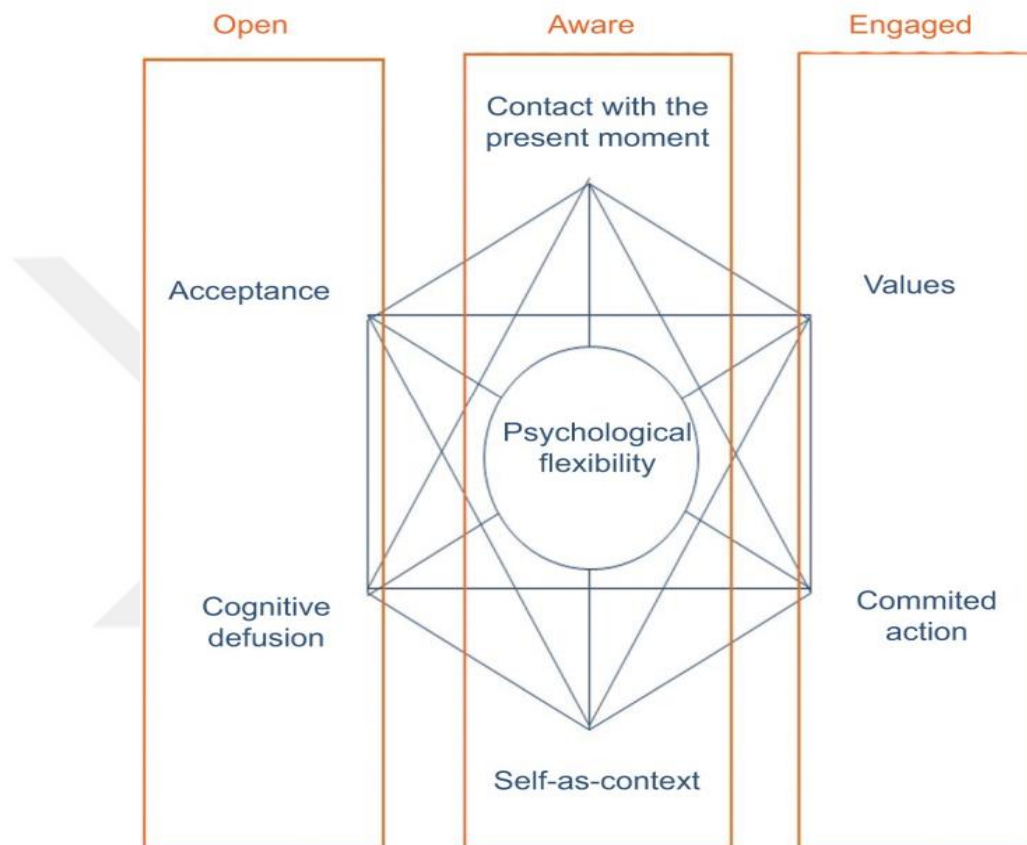 Open
Aware
Engaged
Contact with the
present moment
Acceptance
Values
Psychological
flexibility
Cognitive
defusion
Commited
action
Self-as-context